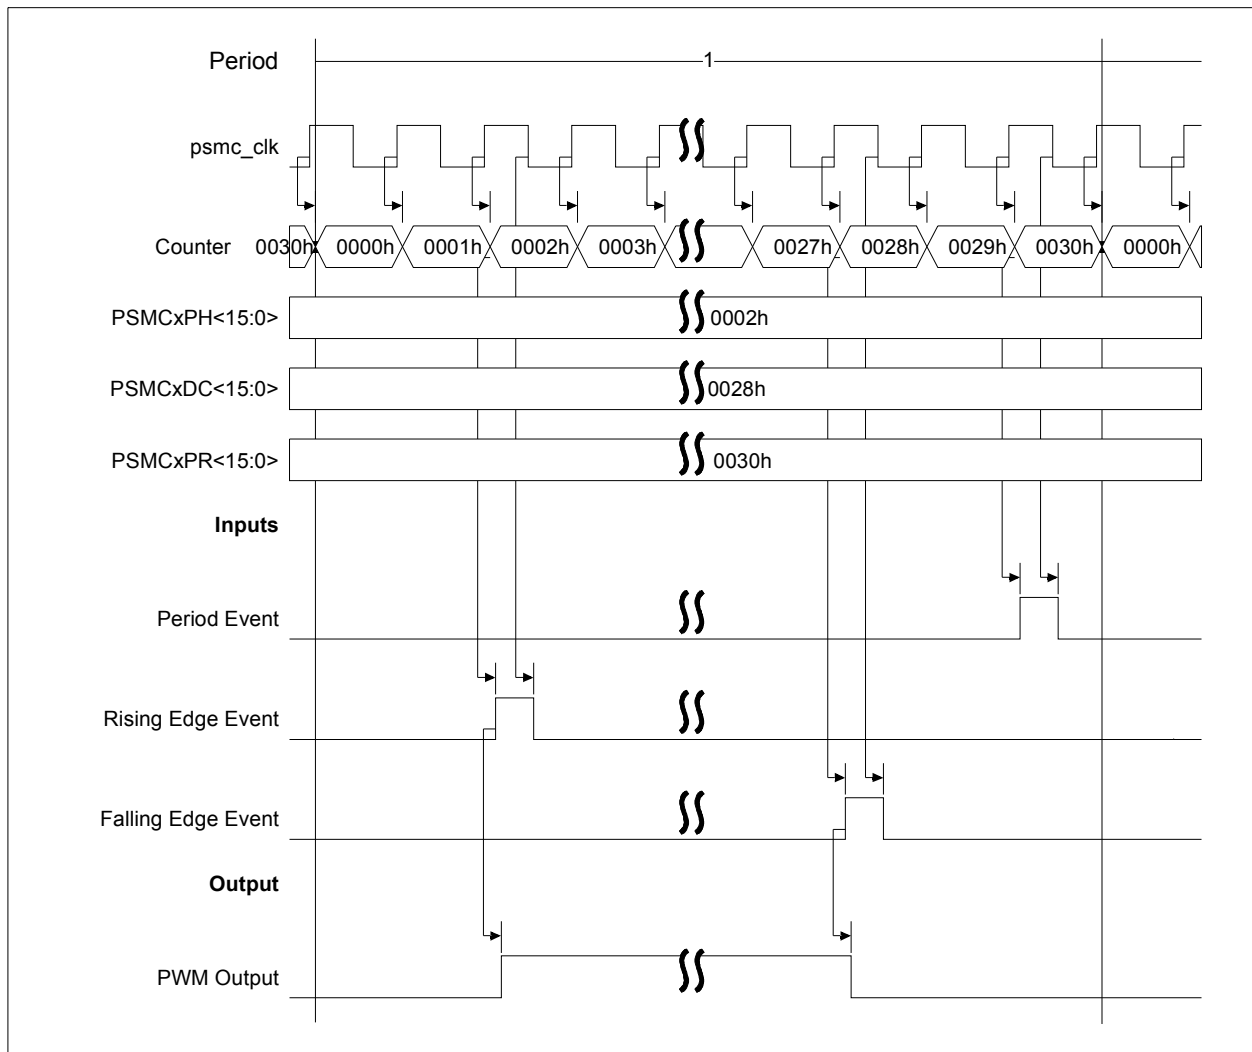 Period 1
psmc_clk
Counter 0030h 0000h 0001h 0002h 0003h 0027h 0028h 0029h 0030h 0000h
PSMCxPH<15:0> 0002h
PSMCxDC<15:0> 0028h
PSMCxPR<15:0> 0030h
Inputs
Period Event
Rising Edge Event
Falling Edge Event
Output
PWM Output